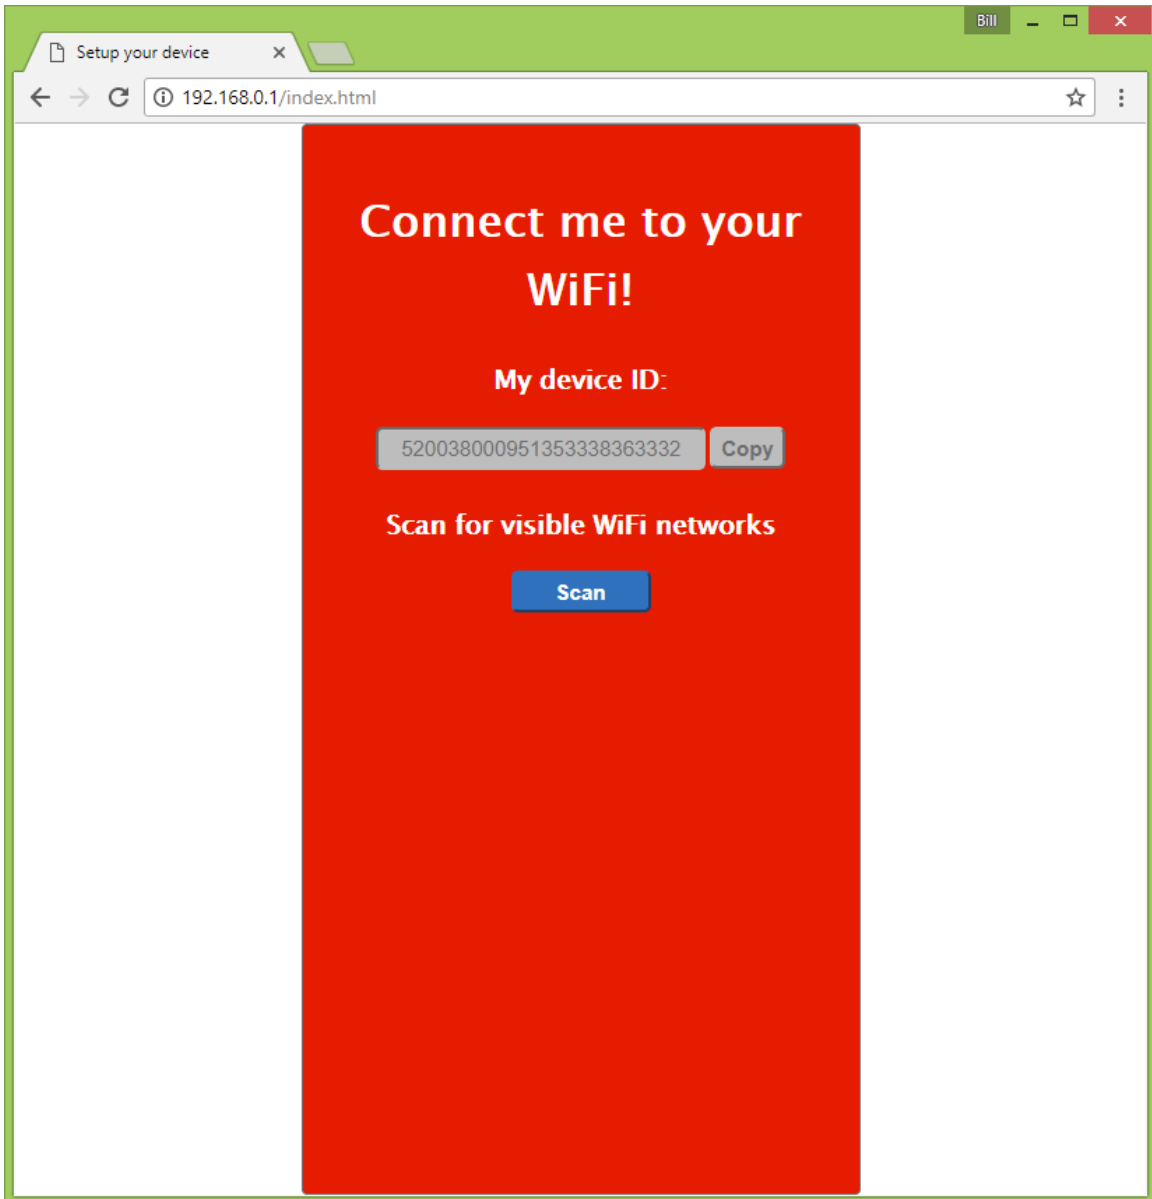 Bill
Setup your device
192.168.0.1/index.html
Connect me to your
WiFi!
My device ID:
520038000951353338363332 Copy
Scan for visible WiFi networks
Scan